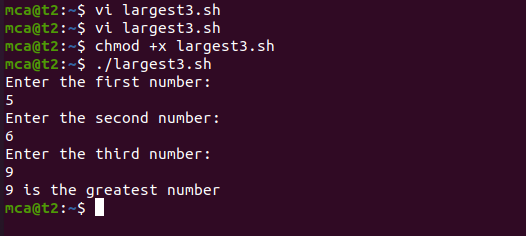 mca@t2:~$ vi largest3.sh
mca@t2:~$ vi largest3.sh
mca@t2:~$ chmod +x largest3.sh
mca@t2:~$ ./largest3.sh
Enter the first number:
5
Enter the second number:
6
Enter the third number:
9
9 is the greatest number
mca@t2:~$